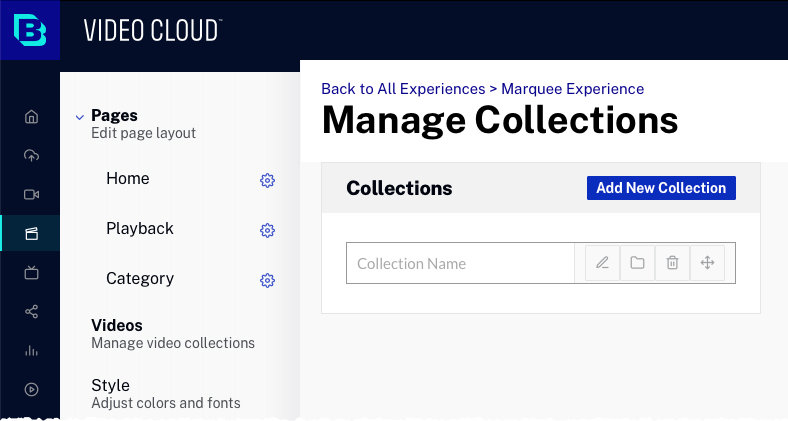 VIDEO CLOUD™
Back to All Experiences > Marquee Experience
Manage Collections
Pages
Edit page layout
Home
Playback
Category
Videos
Manage video collections
Style
Adjust colors and fonts
Collections
Add New Collection
Collection Name